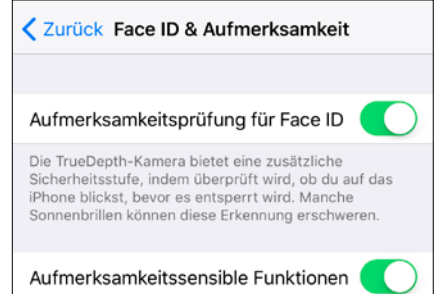 Zurück Face ID & Aufmerksamkeit
Aufmerksamkeitsprüfung für Face ID
Die TrueDepth-Kamera bietet eine zusätzliche
Sicherheitsstufe, indem überprüft wird, ob du auf das
iPhone blickst, bevor es entsperrt wird. Manche
Sonnenbrillen können diese Erkennung erschweren.
Aufmerksamkeitssensible Funktionen